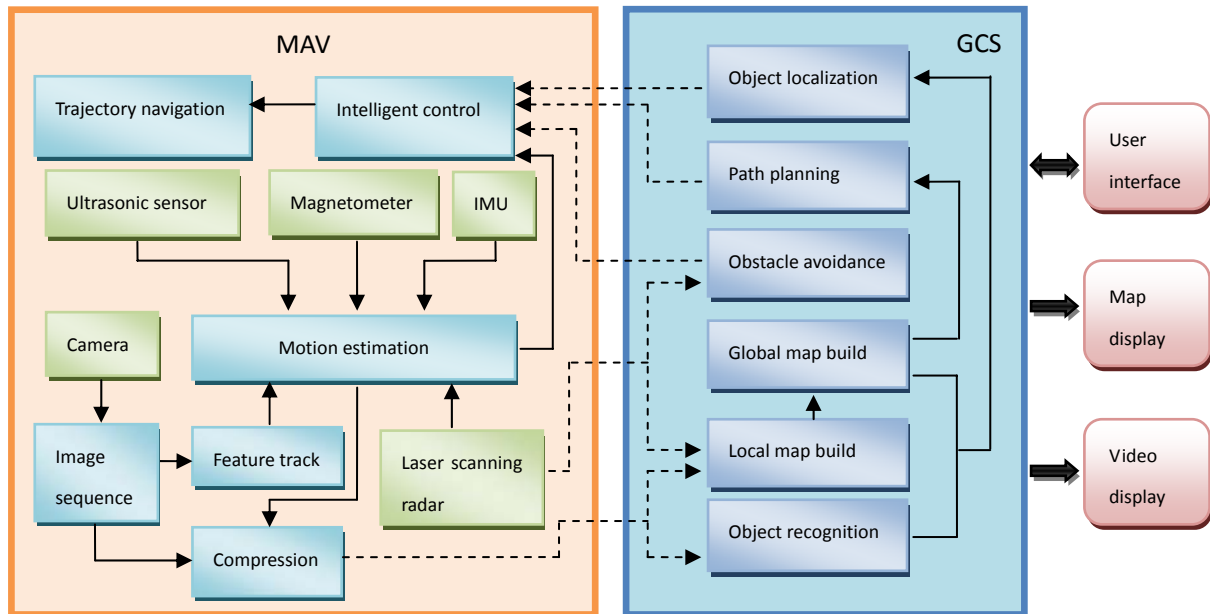 MAV
Trajectory navigation
Intelligent control
Ultrasonic sensor
Magnetometer
IMU
Camera
Motion estimation
Image
sequence
Feature track
Laser scanning
radar
Compression
GCS
Object localization
Path planning
Obstacle avoidance
Global map build
Local map build
Object recognition
User
interface
Map
display
Video
display